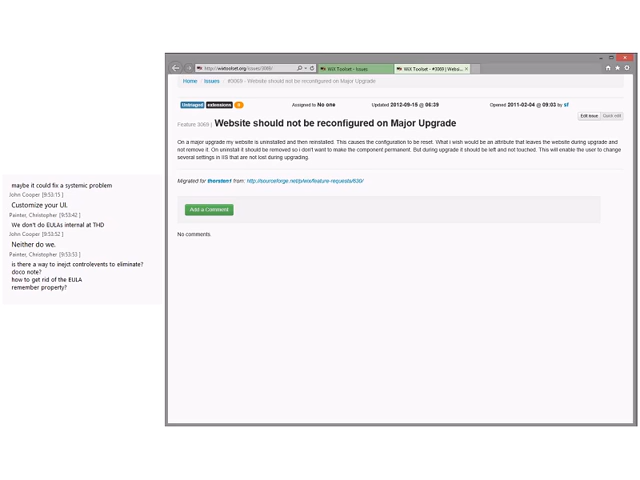 http://wixtoolset.org/issues/3069/
WiX Toolset - Issues
WiX Toolset - #3069 | Websi...
Home / Issues / #3069 - Website should not be reconfigured on Major Upgrade
Untriaged extensions 0 Assigned to No one Updated 2012-09-15 @ 06:39 Opened 2011-02-04 @ 09:03 by sf
Edit issue Quick edit
Feature 3069 | Website should not be reconfigured on Major Upgrade
On a major upgrade my website is uninstalled and then reinstalled. This causes the configuration to be reset. What I wish would be an attribute that leaves the website during upgrade and
not remove it. On uninstall it should be removed so i don't want to make the component permanent. But during upgrade it should be left and not touched. This will enable the user to change
several settings in IIS that are not lost during upgrading.
Migrated for thorsten1 from: http://sourceforge.net/p/wix/feature-requests/630/
Add a Comment
No comments.
maybe it could fix a systemic problem
John Cooper [9:53:15 ]
Customize your UI.
Painter, Christopher [9:53:42 ]
We don't do EULAs internal at THD
John Cooper [9:53:52 ]
Neither do we.
Painter, Christopher [9:53:53 ]
is there a way to inejct controlevents to eliminate?
doco note?
how to get rid of the EULA
remember property?